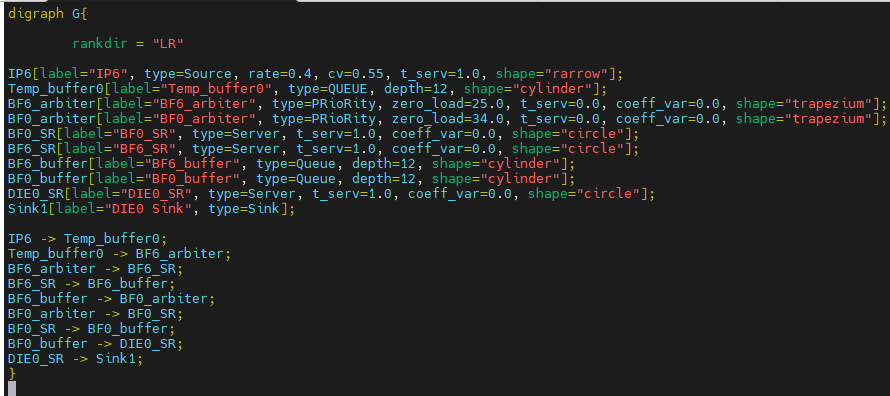 digraph G{
rankdir = "LR"
IP6[label="IP6", type=Source, rate=0.4, cv=0.55, t_serv=1.0, shape="rarrow"];
Temp_buffer0[label="Temp_buffer0", type=QUEUE, depth=12, shape="cylinder"];
BF6_arbiter[label="BF6_arbiter", type=PRioRity, zero_load=25.0, t_serv=0.0, coeff_var=0.0, shape="trapezium"];
BF0_arbiter[label="BF0_arbiter", type=PRioRity, zero_load=34.0, t_serv=0.0, coeff_var=0.0, shape="trapezium"];
BF0_SR[label="BF0_SR", type=Server, t_serv=1.0, coeff_var=0.0, shape="circle"];
BF6_SR[label="BF6_SR", type=Server, t_serv=1.0, coeff_var=0.0, shape="circle"];
BF6_buffer[label="BF6_buffer", type=Queue, depth=12, shape="cylinder"];
BF0_buffer[label="BF0_buffer", type=Queue, depth=12, shape="cylinder"];
DIE0_SR[label="DIE0_SR", type=Server, t_serv=1.0, coeff_var=0.0, shape="circle"];
Sink1[label="DIE0 Sink", type=Sink];
IP6 -> Temp_buffer0;
Temp_buffer0 -> BF6_arbiter;
BF6_arbiter -> BF6_SR;
BF6_SR -> BF6_buffer;
BF6_buffer -> BF0_arbiter;
BF0_arbiter -> BF0_SR;
BF0_SR -> BF0_buffer;
BF0_buffer -> DIE0_SR;
DIE0_SR -> Sink1;
}